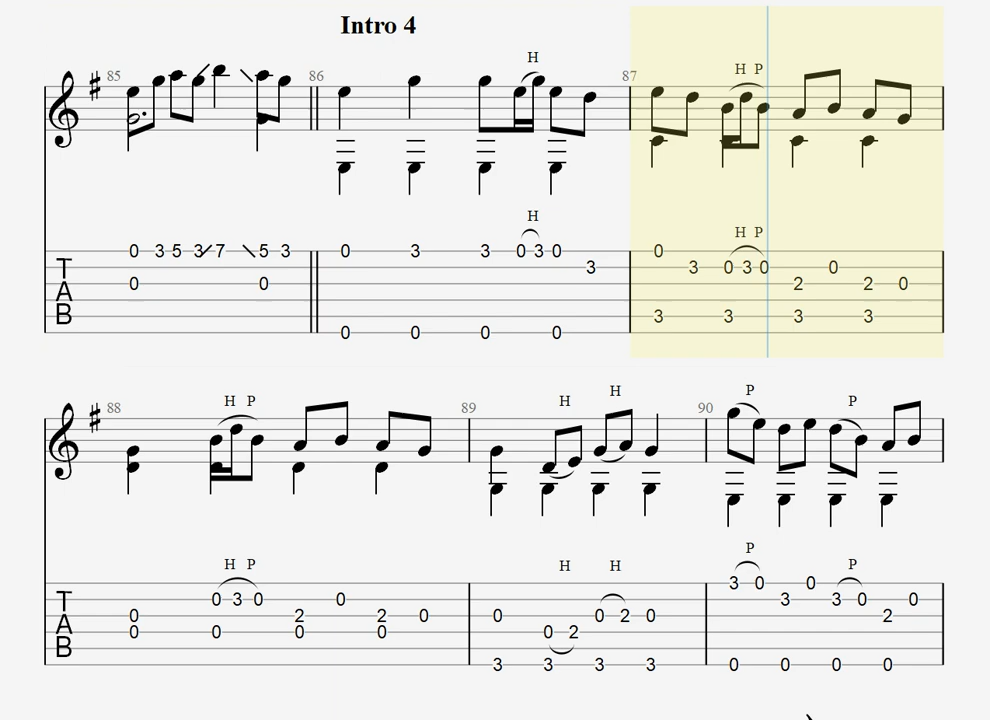 Intro 4
85 86 H 87 H P
H H P
0 3 5 3 7 5 3 0 3 3 0 3 0 0
T 3 3 0 3 0 0
A 0 0 2 2 0
B 3 3 3 3
0 0 0 0
88 H P 89 H H 90 P P
H P H H P P
3 0 0
T 0 3 0 0 3 3 0 0
A 0 2 2 0 0 0 2 0 2
0 0 0 0 0 2
B
3 3 3 3 0 0 0 0